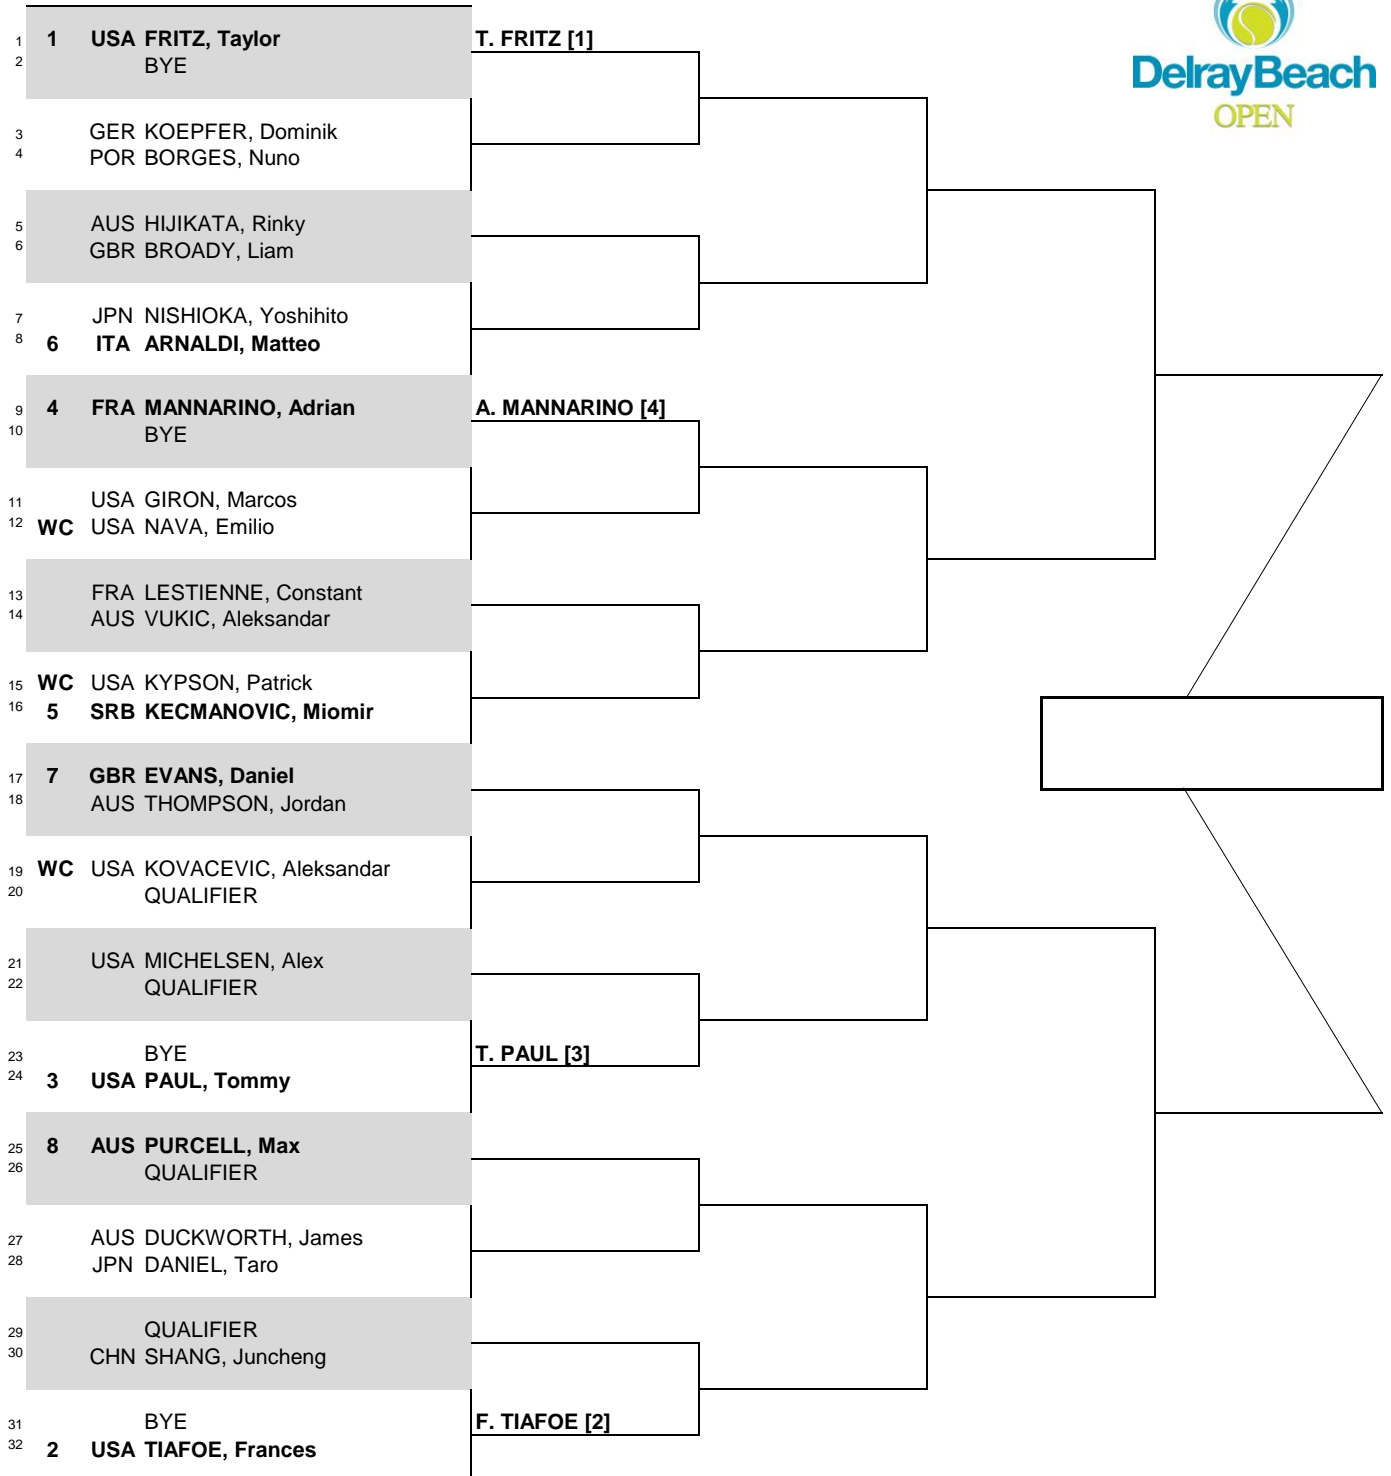 1 1 USA FRITZ, Taylor T. FRITZ [1]
2 BYE
DelrayBeach
OPEN
3 GER KOEPFER, Dominik
4 POR BORGES, Nuno
5 AUS HIJIKATA, Rinky
6 GBR BROADY, Liam
7 JPN NISHIOKA, Yoshihito
8 6 ITA ARNALDI, Matteo
9 4 FRA MANNARINO, Adrian A. MANNARINO [4]
10 BYE
11 USA GIRON, Marcos
12 WC USA NAVA, Emilio
13 FRA LESTIENNE, Constant
14 AUS VUKIC, Aleksandar
15 WC USA KYPSON, Patrick
16 5 SRB KECMANOVIC, Miomir
17 7 GBR EVANS, Daniel
18 AUS THOMPSON, Jordan
19 WC USA KOVACEVIC, Aleksandar
20 QUALIFIER
21 USA MICHELSEN, Alex
22 QUALIFIER
23 BYE T. PAUL [3]
24 3 USA PAUL, Tommy
25 8 AUS PURCELL, Max
26 QUALIFIER
27 AUS DUCKWORTH, James
28 JPN DANIEL, Taro
29 QUALIFIER
30 CHN SHANG, Juncheng
31 BYE F. TIAFOE [2]
32 2 USA TIAFOE, Frances